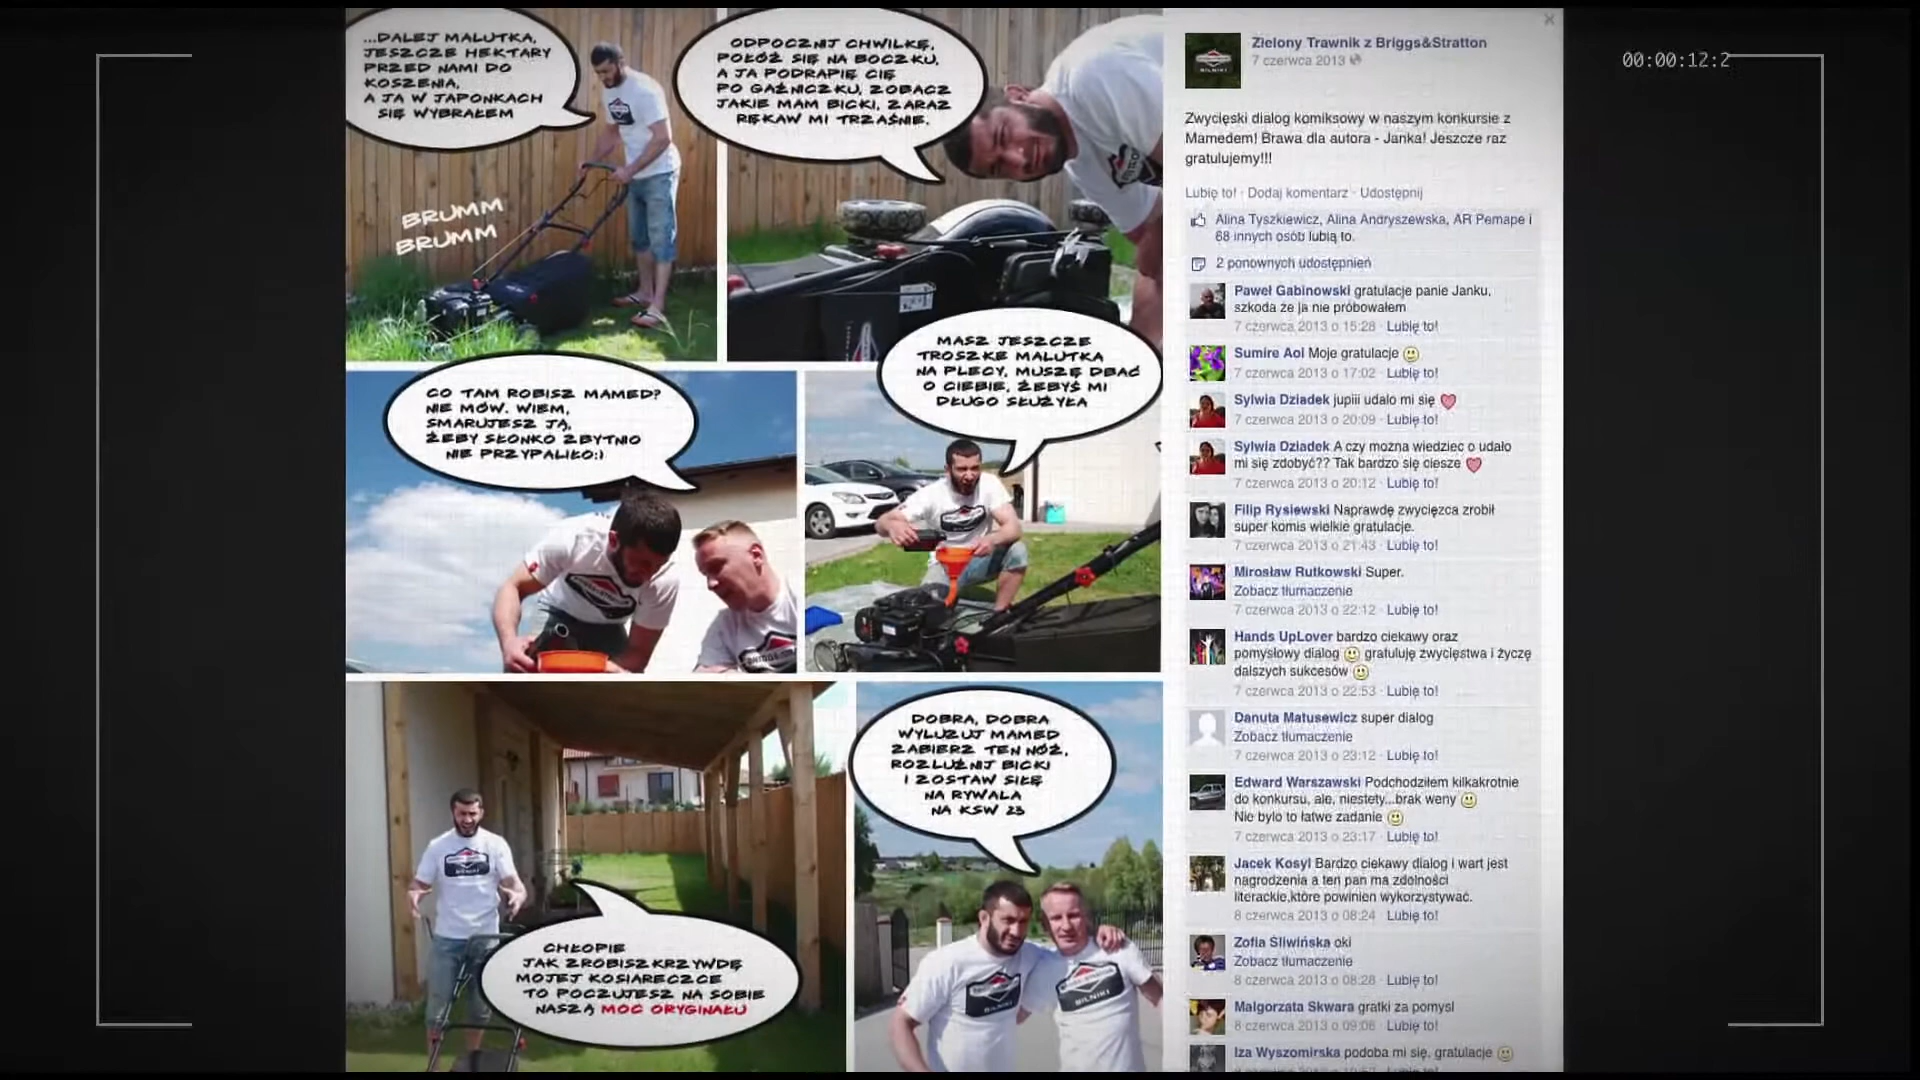 ...DALEJ MALUTKA,
JESZCZE HEKTARY
PRZED NAMI DO
KOSZENIA,
A JA W JAPONKACH
SIĘ WYBRAŁEM
BRUMM
BRUMM
ODPOCZNIJ CHWILKĘ,
POŁÓŻ SIĘ NA BOCZKU,
A JA PODRAPIĘ CIĘ
PO GAŹNICZKU, ZOBACZ
JAKIE MAM BICKI, ZARAZ
RĘKAW MI TRZAŚNIE.
CO TAM ROBISZ MAMED?
NIE MÓW. WIEM,
SMARUJESZ JĄ,
ŻEBY SŁONKO ZBYTNIO
NIE PRZYPALIŁO:)
MASZ JESZCZE
TROSZKĘ MALUTKA
NA PLECY, MUSZĘ DBAĆ
O CIEBIE, ŻEBYŚ MI
DŁUGO SŁUŻYŁA
CHŁOPIE
JAK ZROBISZ KRZYWDĘ
MOJEJ KOSIARECZCE
TO POCZUJESZ NA SOBIE
NASZĄ MOC ORYGINAŁU
DOBRA, DOBRA
WYLUZUJ MAMED
ZABIERZ TEN NÓŻ,
ROZLUŹNIJ BICKI
I ZOSTAW SIŁĘ
NA RYWALA
NA KSW 23
BILNIKI
BILNIKI
00:00:12:2
Zielony Trawnik z Briggs&Stratton
7 czerwca 2013
Zwycięski dialog komiksowy w naszym konkursie z
Mamedem! Brawa dla autora - Janka! Jeszcze raz
gratulujemy!!!
Lubię to! · Dodaj komentarz · Udostępnij
Alina Tyszkiewicz, Alina Andryszewska, AR Pemape i
68 innych osób lubią to.
2 ponownych udostępnień
Paweł Gabinowski gratulacje panie Janku,
szkoda że ja nie próbowałem
7 czerwca 2013 o 15:28 · Lubię to!
Sumire Aoi Moje gratulacje
7 czerwca 2013 o 17:02 · Lubię to!
Sylwia Dziadek jupiii udalo mi się
7 czerwca 2013 o 20:09 · Lubię to!
Sylwia Dziadek A czy można wiedziec o udało
mi się zdobyć?? Tak bardzo się ciesze
7 czerwca 2013 o 20:12 · Lubię to!
Filip Rysiewski Naprawdę zwycięzca zrobił
super komis wielkie gratulacje.
7 czerwca 2013 o 21:43 · Lubię to!
Mirosław Rutkowski Super.
Zobacz tłumaczenie
7 czerwca 2013 o 22:12 · Lubię to!
Hands UpLover bardzo ciekawy oraz
pomysłowy dialog gratuluję zwycięstwa i życzę
dalszych sukcesów
7 czerwca 2013 o 22:53 · Lubię to!
Danuta Matusewicz super dialog
Zobacz tłumaczenie
7 czerwca 2013 o 23:12 · Lubię to!
Edward Warszawski Podchodziłem kilkakrotnie
do konkursu, ale, niestety...brak weny
Nie bylo to łatwe zadanie
7 czerwca 2013 o 23:17 · Lubię to!
Jacek Kosyl Bardzo ciekawy dialog i wart jest
nagrodzenia a ten pan ma zdolności
literackie,które powinien wykorzystywać.
8 czerwca 2013 o 08:24 · Lubię to!
Zofia Śliwińska oki
Zobacz tłumaczenie
8 czerwca 2013 o 08:28 · Lubię to!
Malgorzata Skwara gratki za pomysl
8 czerwca 2013 o 09:06 · Lubię to!
Iza Wyszomirska podoba mi się, gratulacje